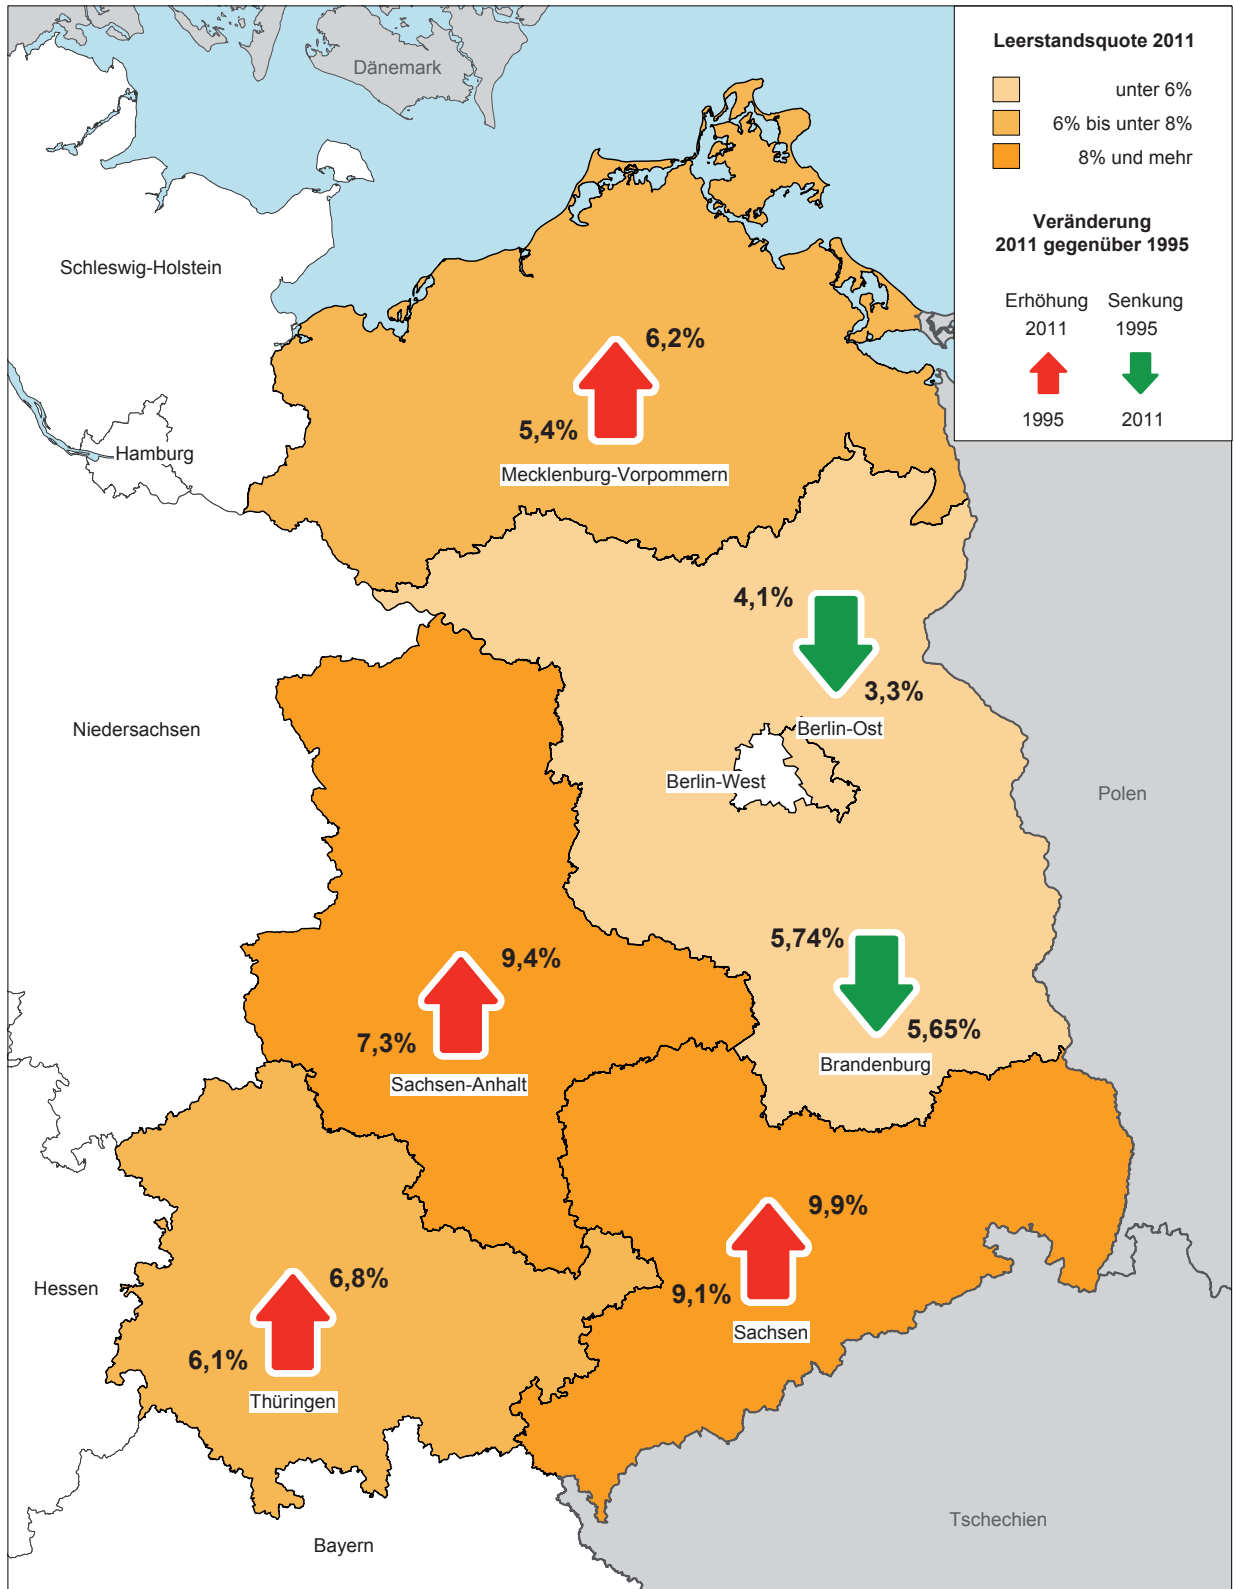 Dänemark
Leerstandsquote 2011
unter 6%
6% bis unter 8%
8% und mehr
Veränderung
2011 gegenüber 1995
Erhöhung Senkung
2011 1995
1995 2011
Schleswig-Holstein
Hamburg
6,2%
5,4%
Mecklenburg-Vorpommern
4,1%
3,3%
Berlin-Ost
Berlin-West
Niedersachsen
Polen
5,74%
5,65%
Brandenburg
9,4%
7,3%
Sachsen-Anhalt
9,9%
9,1%
Sachsen
Hessen
6,8%
6,1%
Thüringen
Tschechien
Bayern